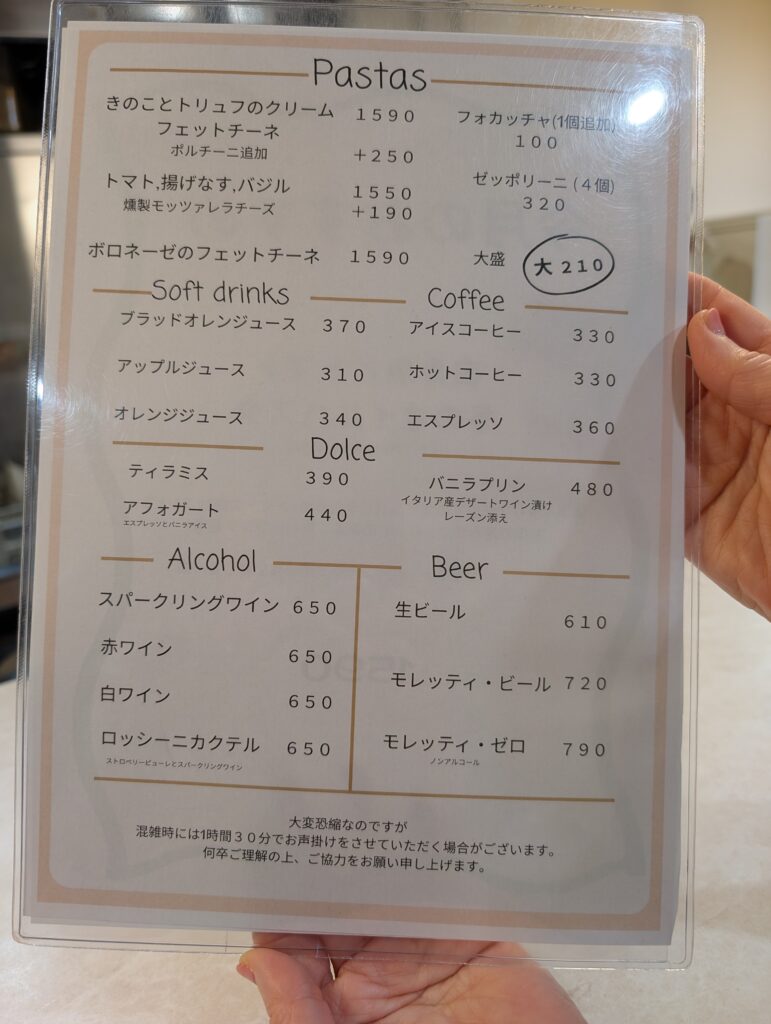 Pastas
きのことトリュフのクリーム 1590
フェットチーネ
ポルチーニ追加 +250
フォカッチャ(1個追加)
100
トマト,揚げなす,バジル 1550
燻製モッツァレラチーズ +190
ゼッポリーニ (4個)
320
ボロネーゼのフェットチーネ 1590
大盛 大 210
Soft drinks
ブラッドオレンジュース 370
アップルジュース 310
オレンジジュース 340
Coffee
アイスコーヒー 330
ホットコーヒー 330
エスプレッソ 360
Dolce
ティラミス 390
アフォガート 440
エスプレッソとバニラアイス
バニラプリン 480
イタリア産デザートワイン漬け
レーズン添え
Alcohol
スパークリングワイン 650
赤ワイン 650
白ワイン 650
ロッシーニカクテル 650
ストロベリーピューレとスパークリングワイン
Beer
生ビール 610
モレッティ・ビール 720
モレッティ・ゼロ 790
ノンアルコール
大変恐縮なのですが
混雑時には1時間30分でお声掛けをさせていただく場合がございます。
何卒ご理解の上、ご協力をお願い申し上げます。